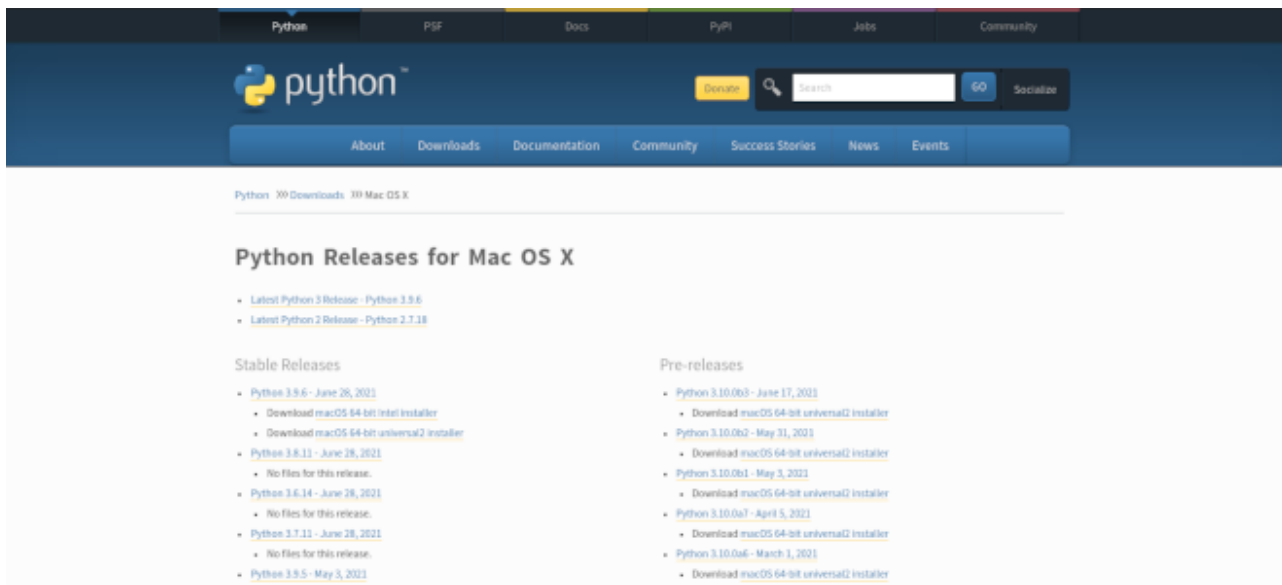 Python PSF Docs PyPI Jobs Community
python™
Donate Search GO Socialize
About Downloads Documentation Community Success Stories News Events
Python >>> Downloads >>> Mac OS X
Python Releases for Mac OS X
Latest Python 3 Release - Python 3.9.6
Latest Python 2 Release - Python 2.7.18
Stable Releases
Python 3.9.6 - June 28, 2021
Download macOS 64-bit Intel installer
Download macOS 64-bit universal2 installer
Python 3.8.11 - June 28, 2021
No files for this release.
Python 3.6.14 - June 28, 2021
No files for this release.
Python 3.7.11 - June 28, 2021
No files for this release.
Python 3.9.5 - May 3, 2021
Pre-releases
Python 3.10.0b3 - June 17, 2021
Download macOS 64-bit universal2 installer
Python 3.10.0b2 - May 31, 2021
Download macOS 64-bit universal2 installer
Python 3.10.0b1 - May 3, 2021
Download macOS 64-bit universal2 installer
Python 3.10.0a7 - April 5, 2021
Download macOS 64-bit universal2 installer
Python 3.10.0a6 - March 1, 2021
Download macOS 64-bit universal2 installer